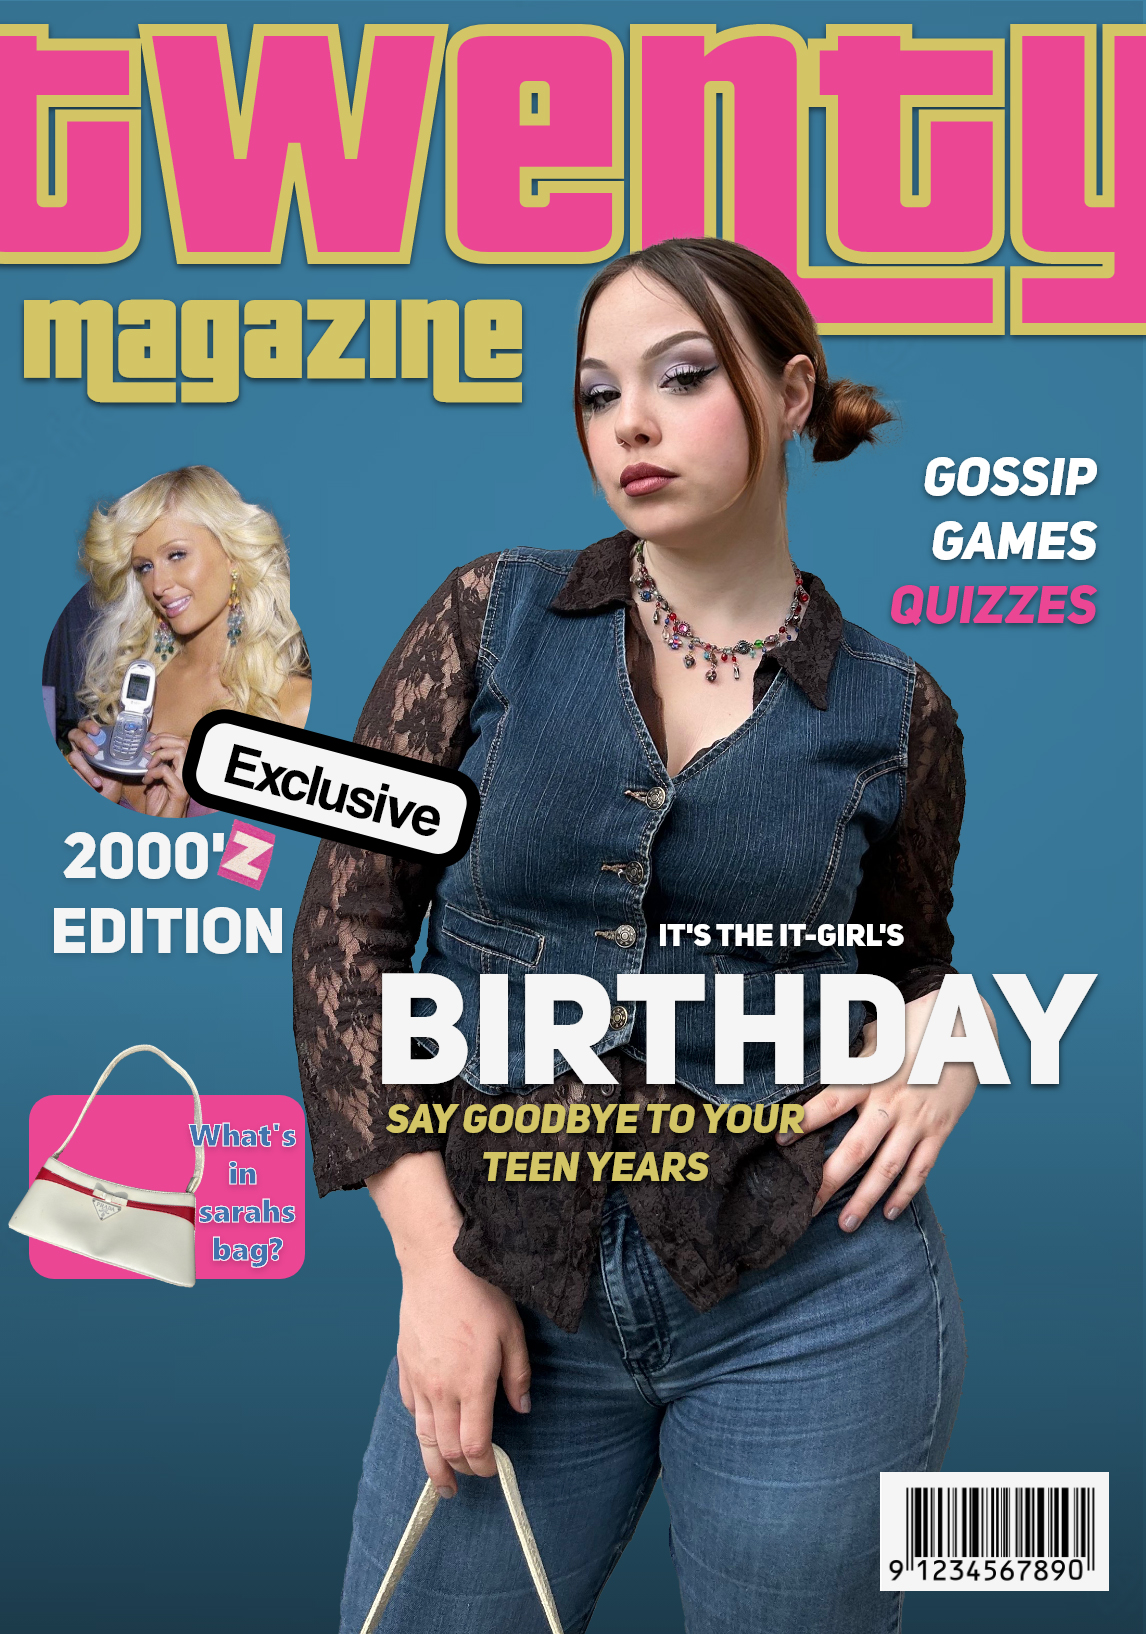 twenty
magazine
GOSSIP
GAMES
QUIZZES
Exclusive
2000'Z
EDITION
IT'S THE IT-GIRL'S
BIRTHDAY
SAY GOODBYE TO YOUR
TEEN YEARS
What's
in
sarahs
bag?
9 1234567890